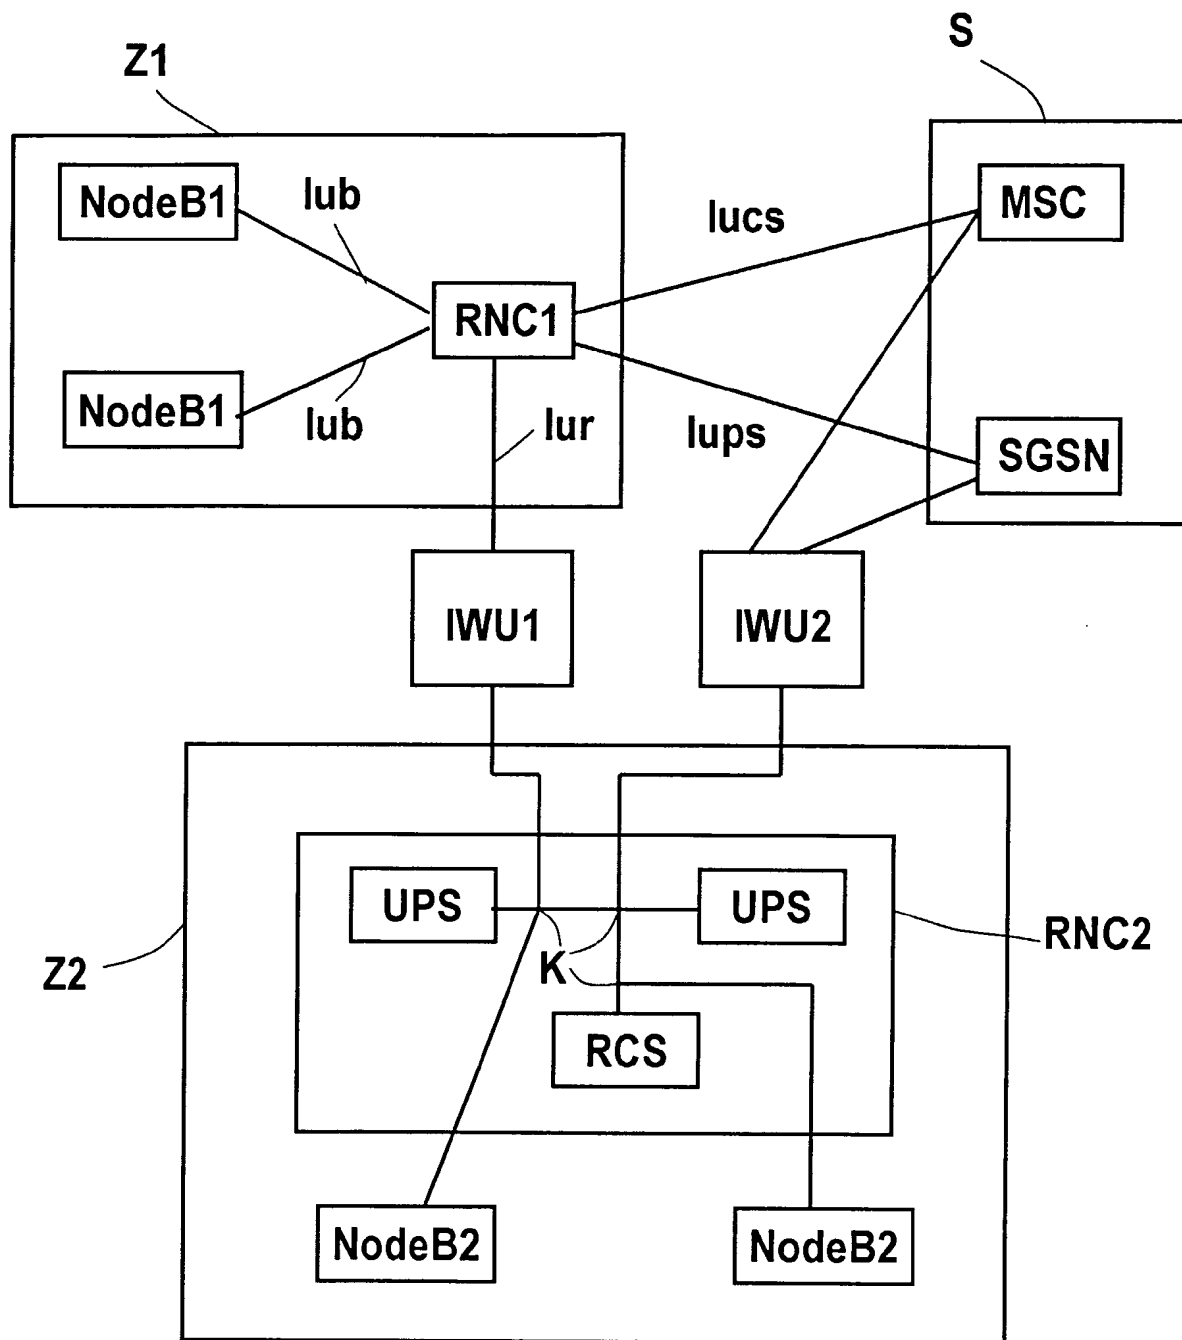 S
Z1
NodeB1
Iub
MSC
Iucs
RNC1
NodeB1
Iub
Iur
Iups
SGSN
IWU1
IWU2
UPS
UPS
RNC2
Z2
K
RCS
NodeB2
NodeB2